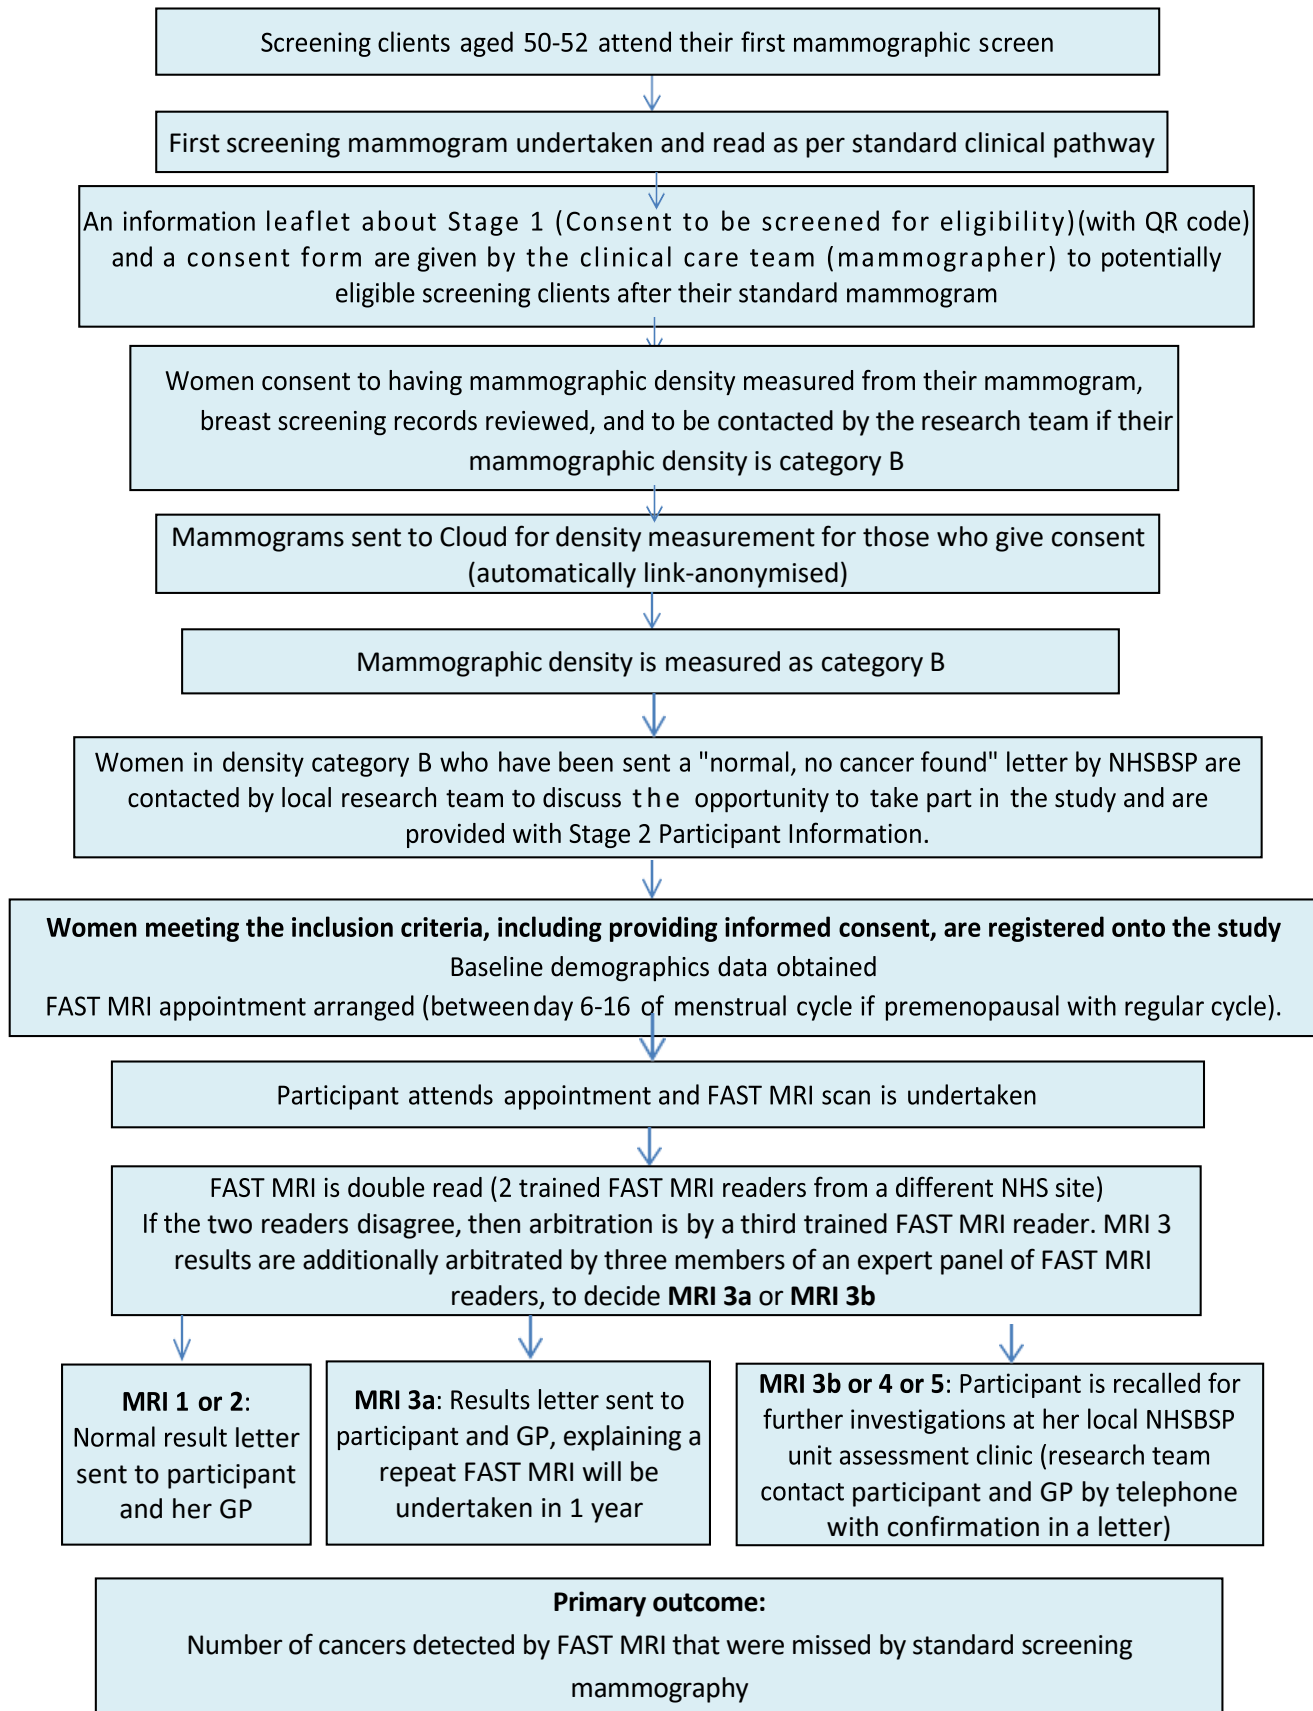 Screening clients aged 50-52 attend their first mammographic screen
First screening mammogram undertaken and read as per standard clinical pathway
An information leaflet about Stage 1 (Consent to be screened for eligibility)(with QR code)
and a consent form are given by the clinical care team (mammographer) to potentially
eligible screening clients after their standard mammogram
Women consent to having mammographic density measured from their mammogram,
breast screening records reviewed, and to be contacted by the research team if their
mammographic density is category B
Mammograms sent to Cloud for density measurement for those who give consent
(automatically link-anonymised)
Mammographic density is measured as category B
Women in density category B who have been sent a "normal, no cancer found" letter by NHSBSP are
contacted by local research team to discuss the opportunity to take part in the study and are
provided with Stage 2 Participant Information.
Women meeting the inclusion criteria, including providing informed consent, are registered onto the study
Baseline demographics data obtained
FAST MRI appointment arranged (between day 6-16 of menstrual cycle if premenopausal with regular cycle).
Participant attends appointment and FAST MRI scan is undertaken
FAST MRI is double read (2 trained FAST MRI readers from a different NHS site)
If the two readers disagree, then arbitration is by a third trained FAST MRI reader. MRI 3
results are additionally arbitrated by three members of an expert panel of FAST MRI
readers, to decide MRI 3a or MRI 3b
MRI 1 or 2:
Normal result letter
sent to participant
and her GP
MRI 3a: Results letter sent to
participant and GP, explaining a
repeat FAST MRI will be
undertaken in 1 year
MRI 3b or 4 or 5: Participant is recalled for
further investigations at her local NHSBSP
unit assessment clinic (research team
contact participant and GP by telephone
with confirmation in a letter)
Primary outcome:
Number of cancers detected by FAST MRI that were missed by standard screening
mammography